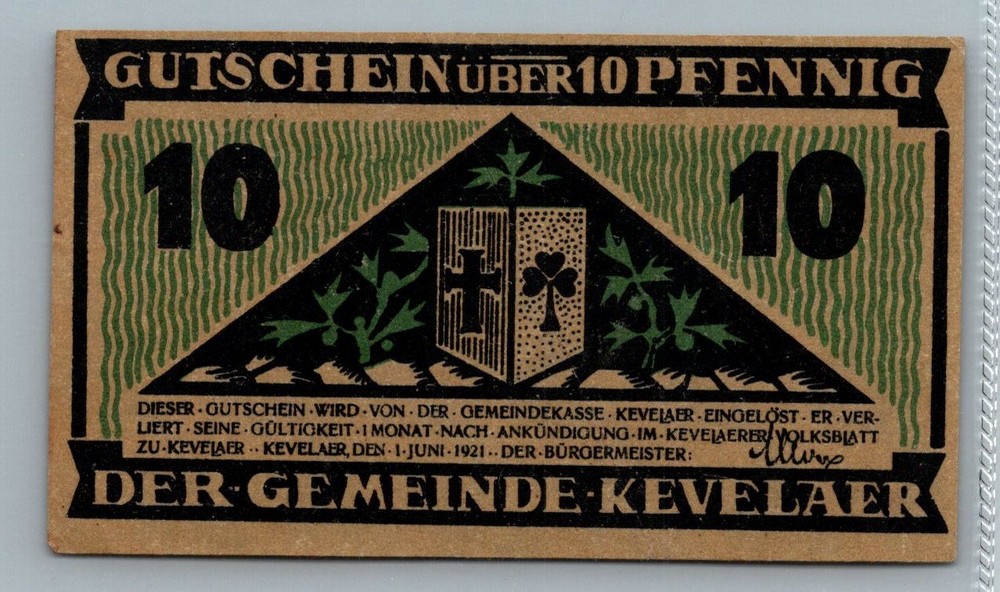 GUTSCHEIN ÜBER 10 PFENNIG
10 10
DIESER · GUTSCHEIN · WIRD · VON · DER · GEMEINDEKASSE · KEVELAER · EINGELÖST · ER · VER-
LIERT · SEINE · GÜLTIGKEIT · 1 MONAT · NACH · ANKÜNDIGUNG · IM · KEVELAERER VOLKSBLATT
ZU · KEVELAER · · KEVELAER, DEN · 1 · JUNI · 1921 · · DER · BÜRGERMEISTER:
DER · GEMEINDE · KEVELAER